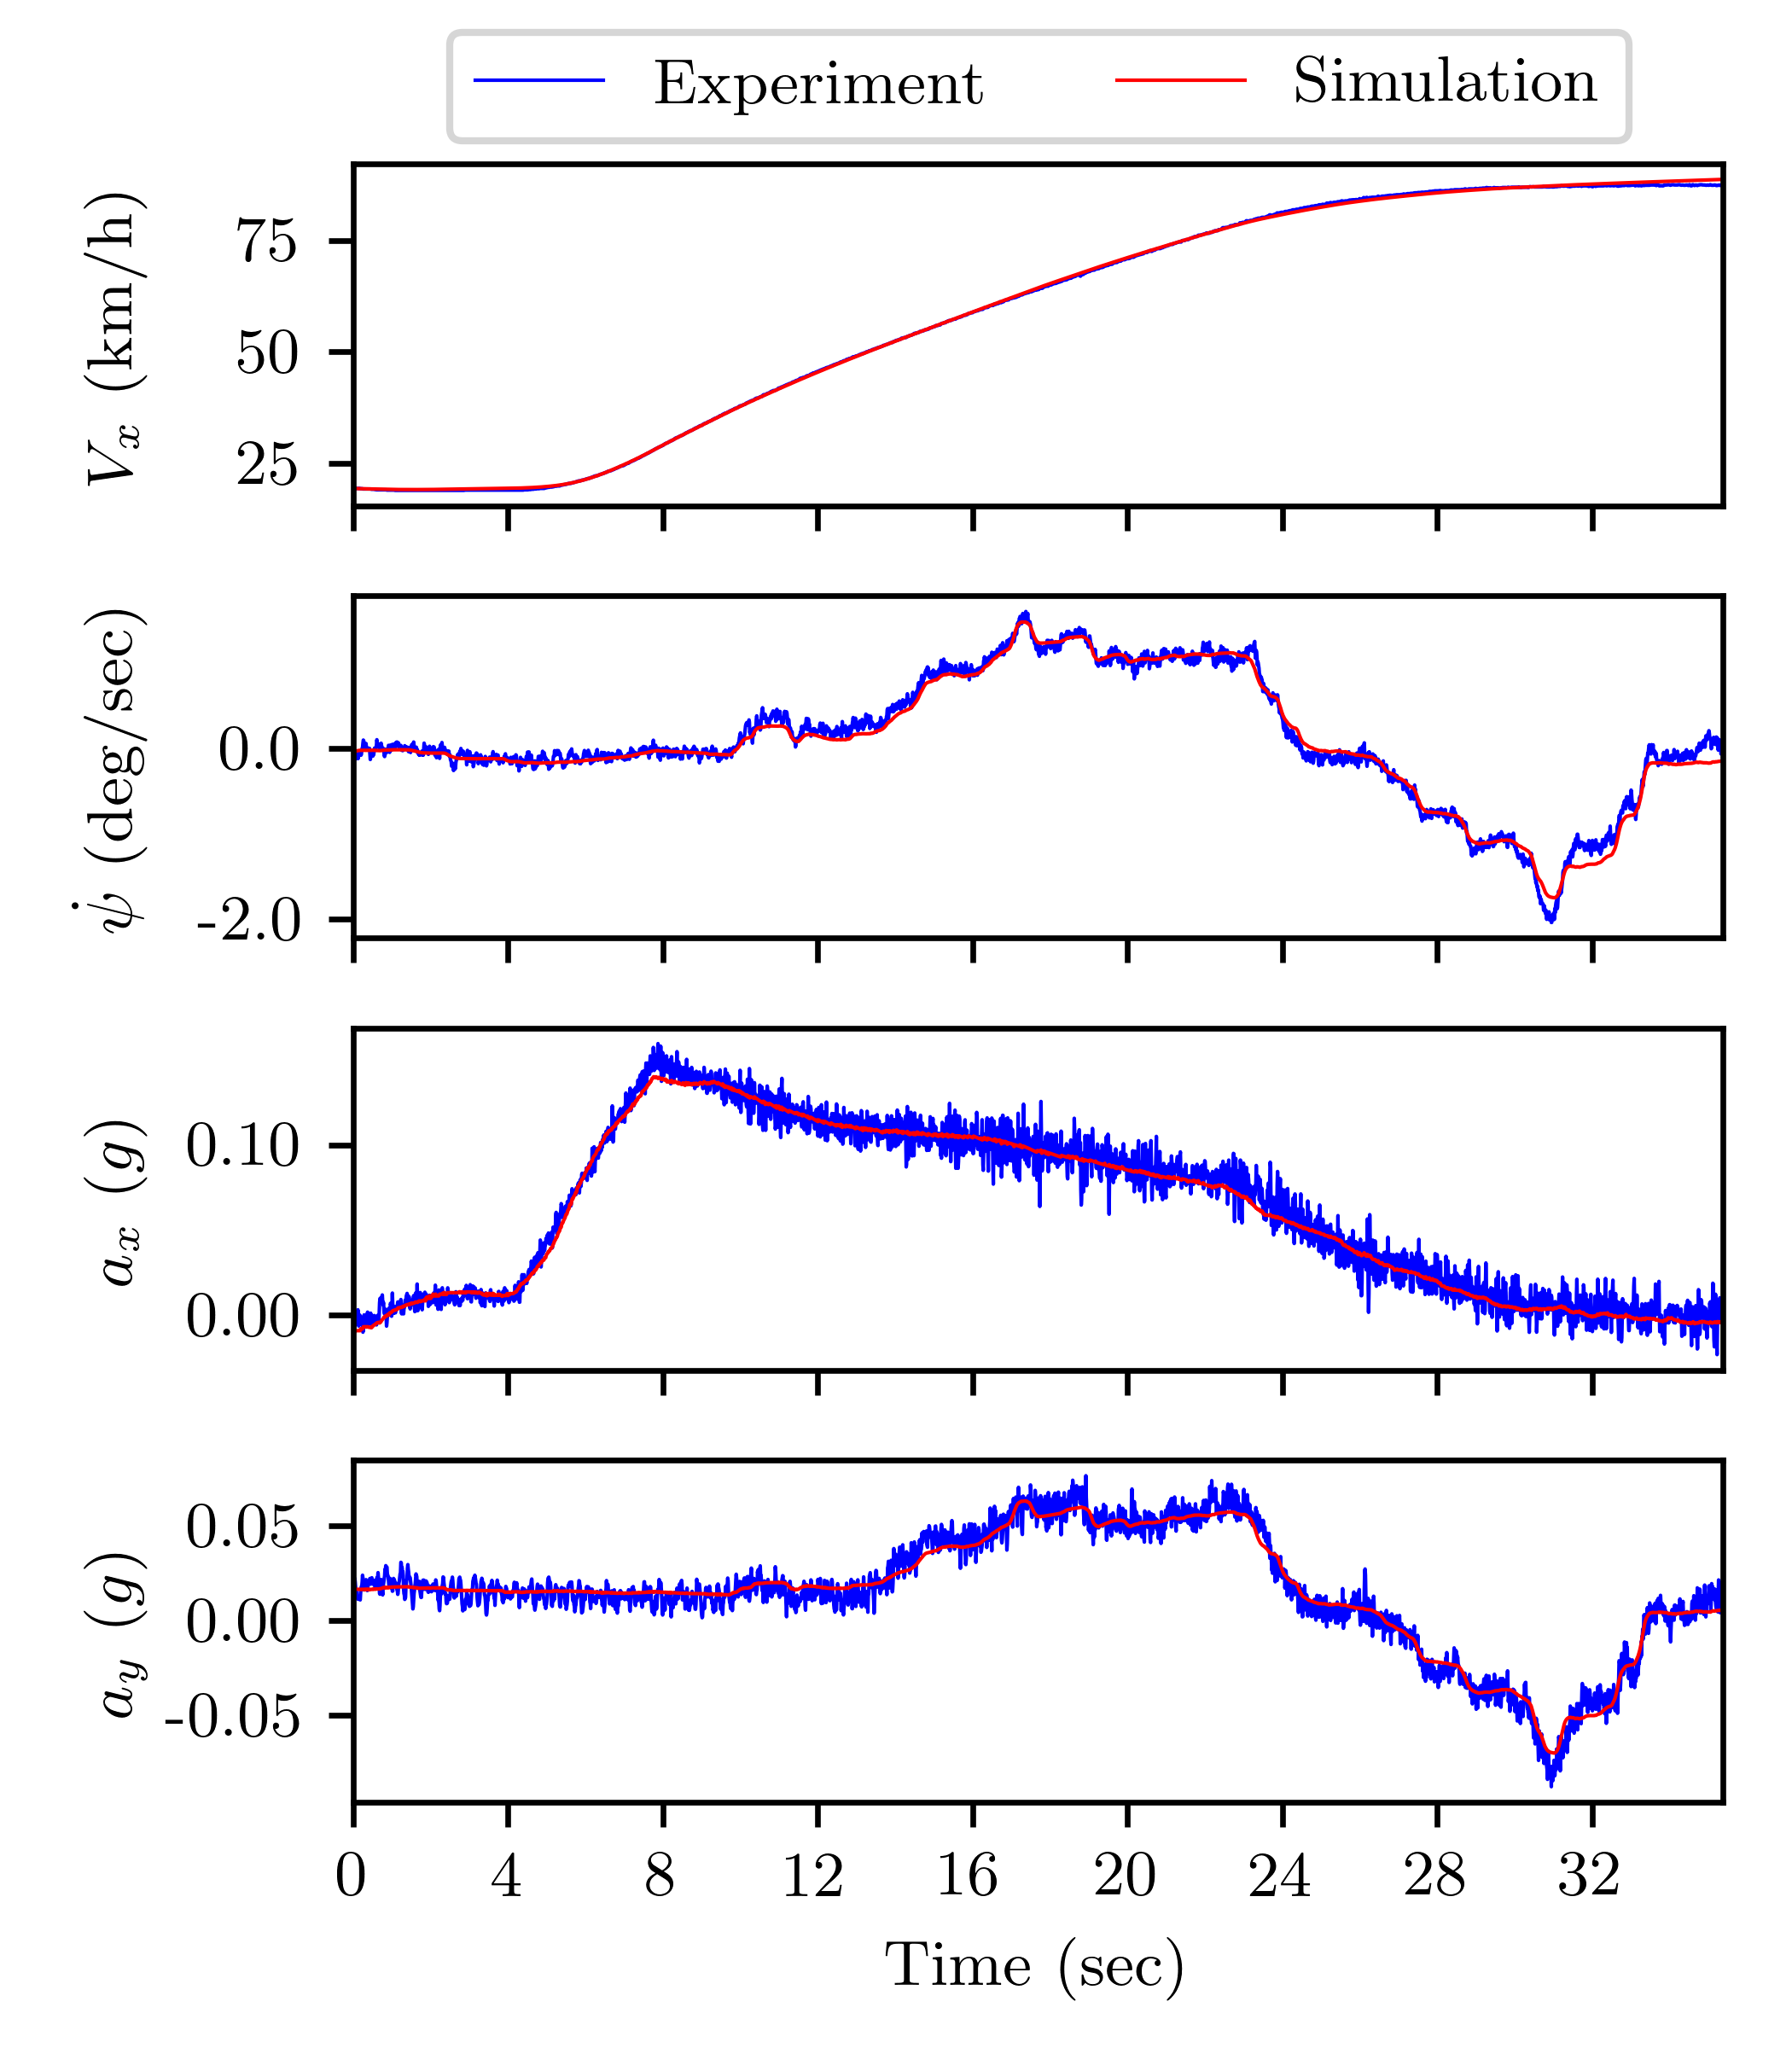 Experiment Simulation
V_x (km/h)
75
50
25
ψ̇ (deg/sec)
0.0
-2.0
a_x (g)
0.10
0.00
a_y (g)
0.05
0.00
-0.05
0 4 8 12 16 20 24 28 32
Time (sec)